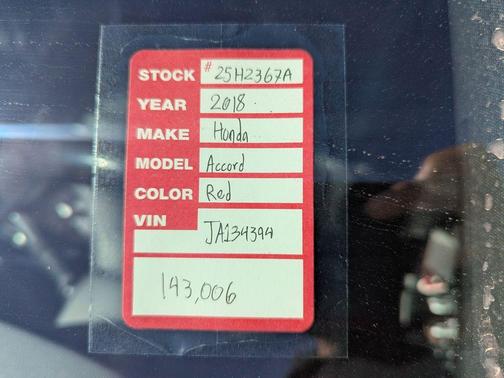 STOCK # 25H2367A
YEAR 2018
MAKE Honda
MODEL Accord
COLOR Red
VIN JA134394
143,006